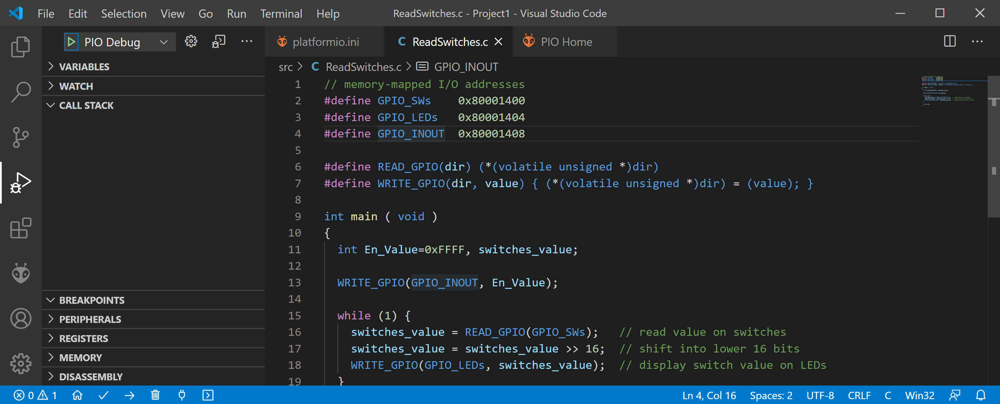 File Edit Selection View Go Run Terminal Help ReadSwitches.c - Project1 - Visual Studio Code
PIO Debug
VARIABLES
WATCH
CALL STACK
BREAKPOINTS
PERIPHERALS
REGISTERS
MEMORY
DISASSEMBLY
platformio.ini C ReadSwitches.c PIO Home
src > C ReadSwitches.c > GPIO_INOUT
1 // memory-mapped I/O addresses
2 #define GPIO_SWs    0x80001400
3 #define GPIO_LEDs   0x80001404
4 #define GPIO_INOUT  0x80001408
5
6 #define READ_GPIO(dir) (*(volatile unsigned *)dir)
7 #define WRITE_GPIO(dir, value) { (*(volatile unsigned *)dir) = (value); }
8
9 int main ( void )
10 {
11   int En_Value=0xFFFF, switches_value;
12
13   WRITE_GPIO(GPIO_INOUT, En_Value);
14
15   while (1) {
16     switches_value = READ_GPIO(GPIO_SWs);   // read value on switches
17     switches_value = switches_value >> 16;  // shift into lower 16 bits
18     WRITE_GPIO(GPIO_LEDs, switches_value);  // display switch value on LEDs
19   }
0 1 Ln 4, Col 16 Spaces: 2 UTF-8 CRLF C Win32